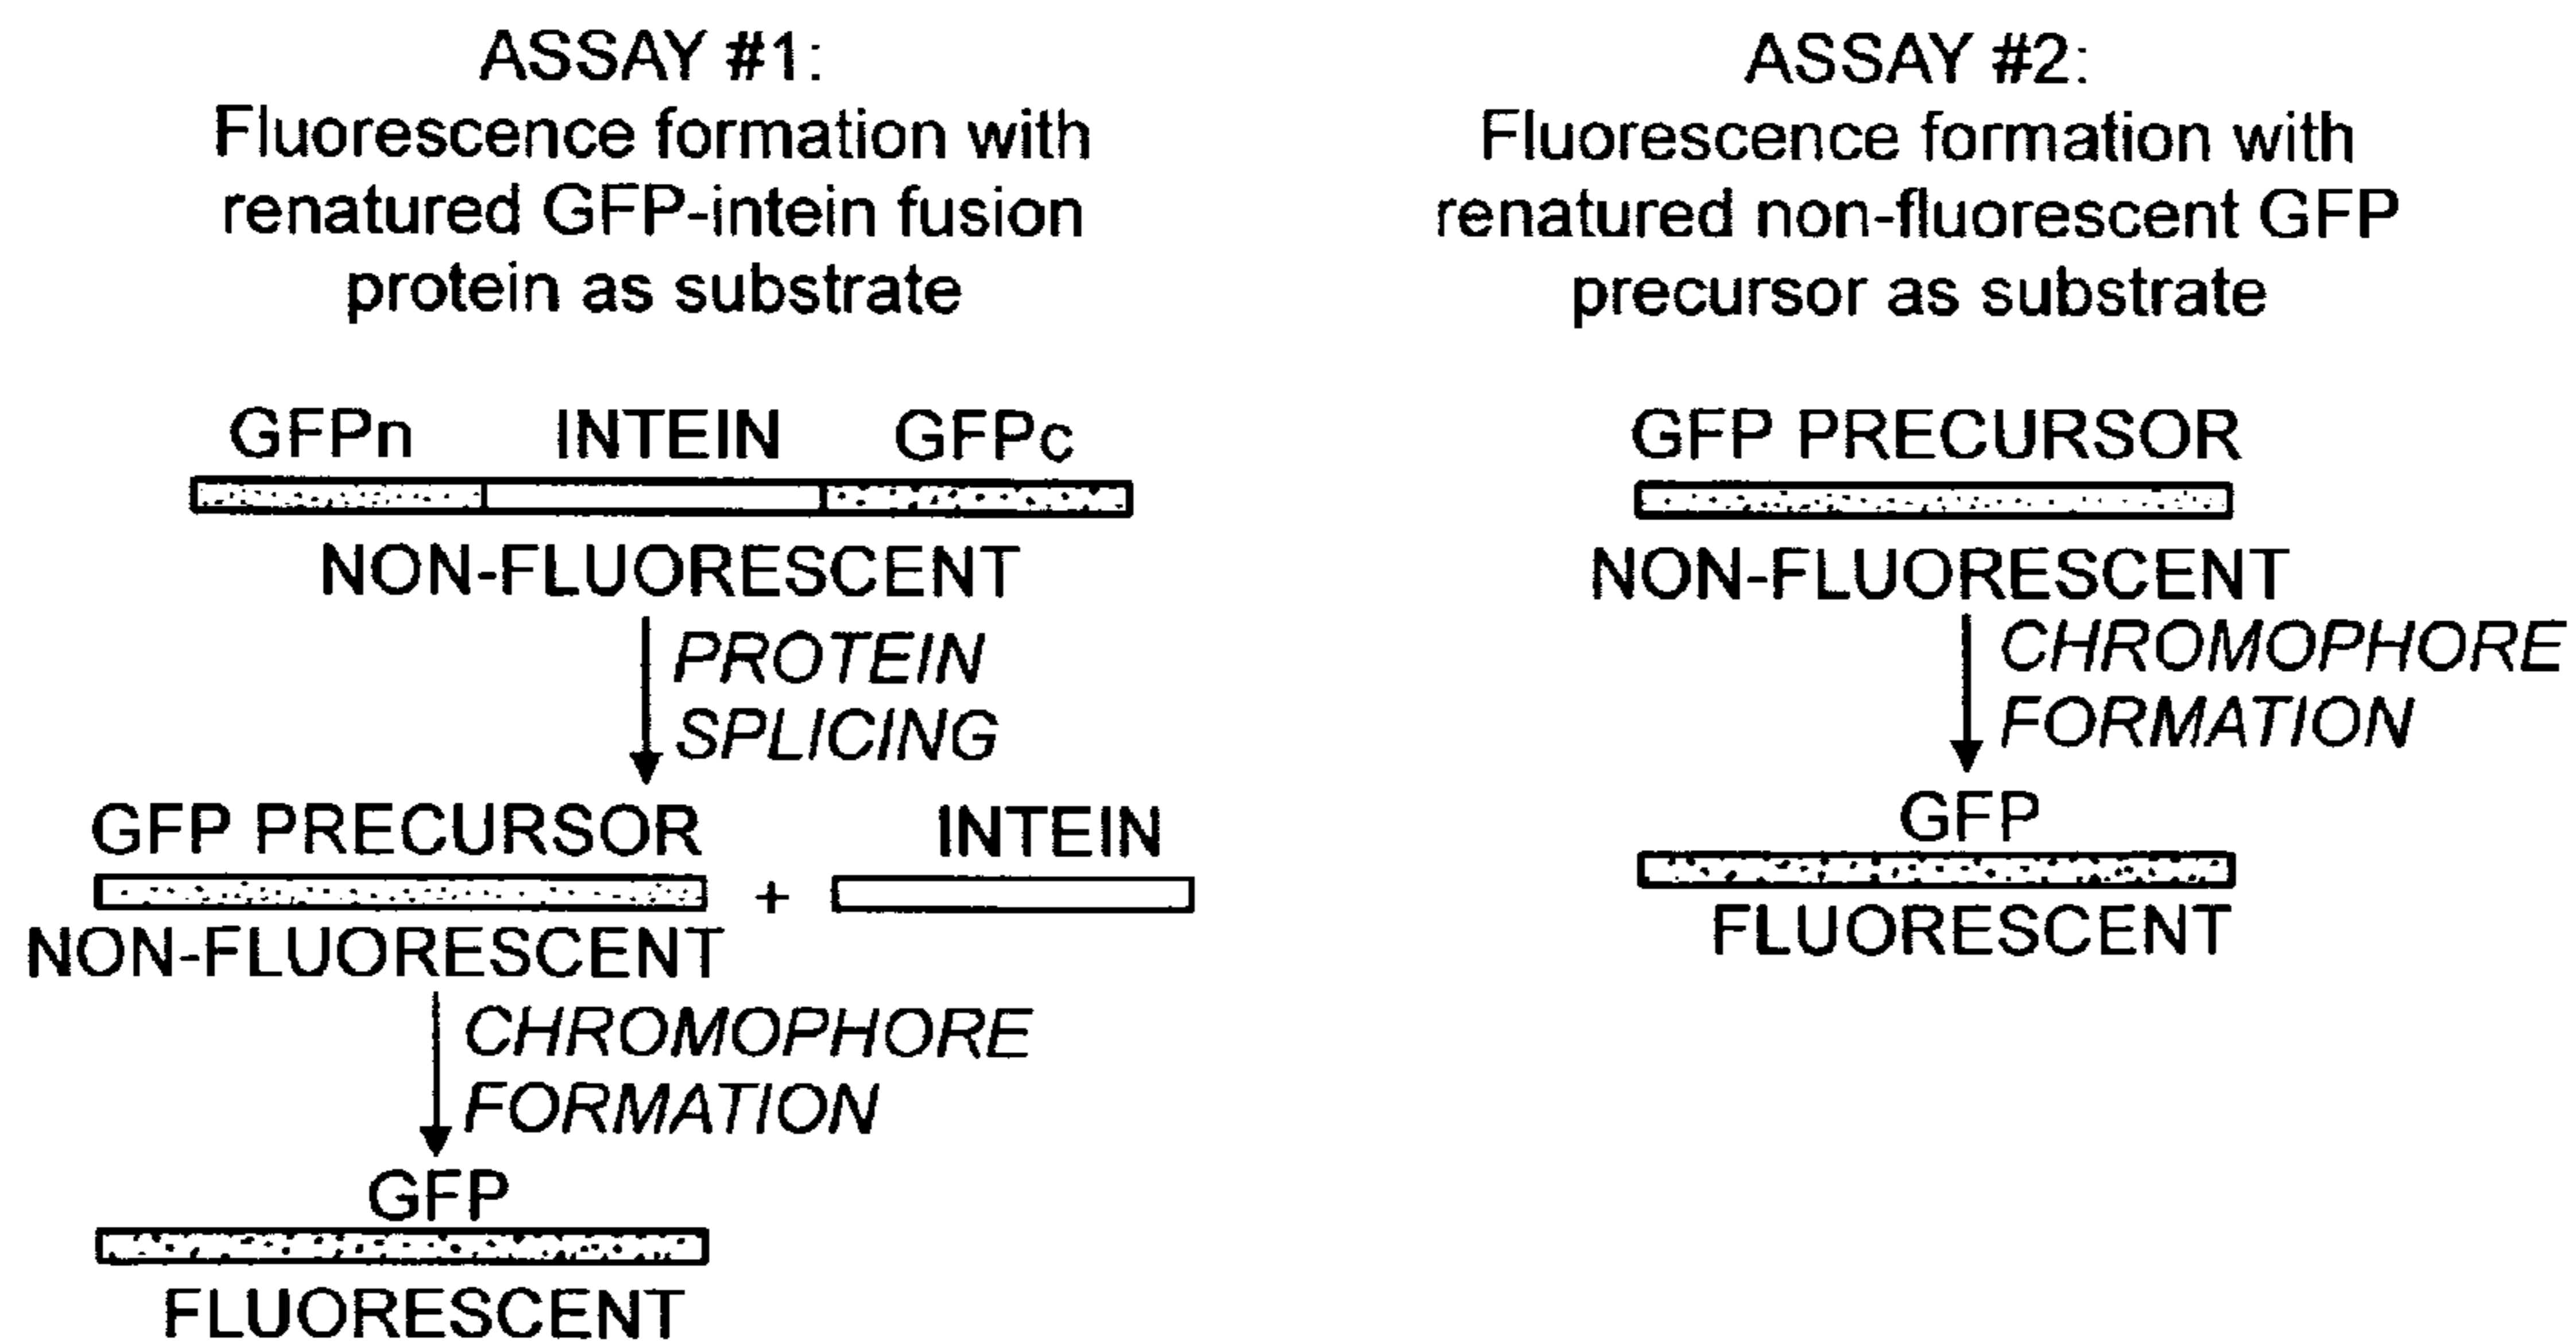 ASSAY #1:
Fluorescence formation with
renatured GFP-intein fusion
protein as substrate
GFPn INTEIN GFPc
NON-FLUORESCENT
PROTEIN
SPLICING
GFP PRECURSOR INTEIN
+
NON-FLUORESCENT
CHROMOPHORE
FORMATION
GFP
FLUORESCENT
ASSAY #2:
Fluorescence formation with
renatured non-fluorescent GFP
precursor as substrate
GFP PRECURSOR
NON-FLUORESCENT
CHROMOPHORE
FORMATION
GFP
FLUORESCENT